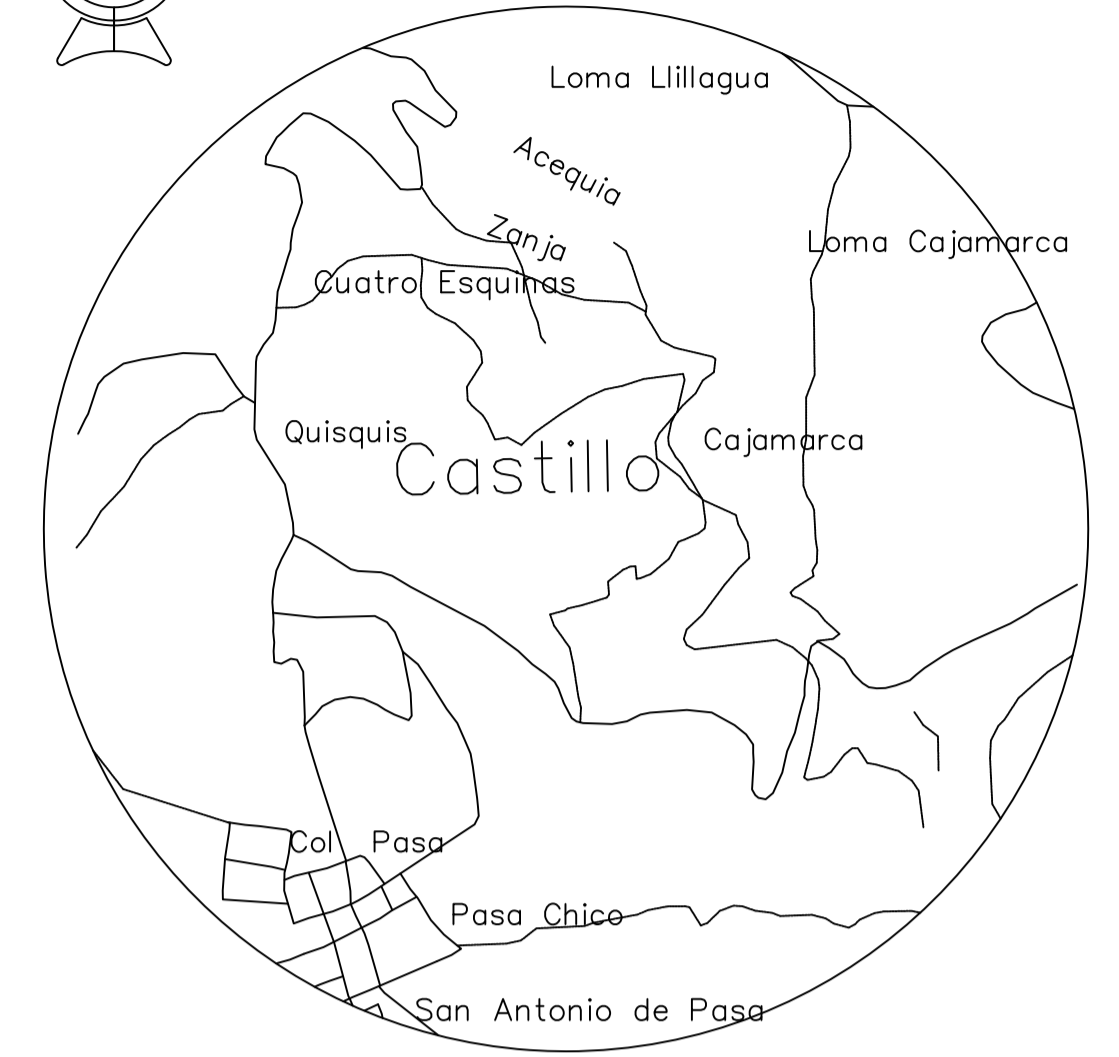 Loma Llillagua
Acequia
Zanja
Loma Cajamarca
Cuatro Esquinas
Quisquis
Castillo
Cajamarca
Col Pasa
Pasa Chico
San Antonio de Pasa